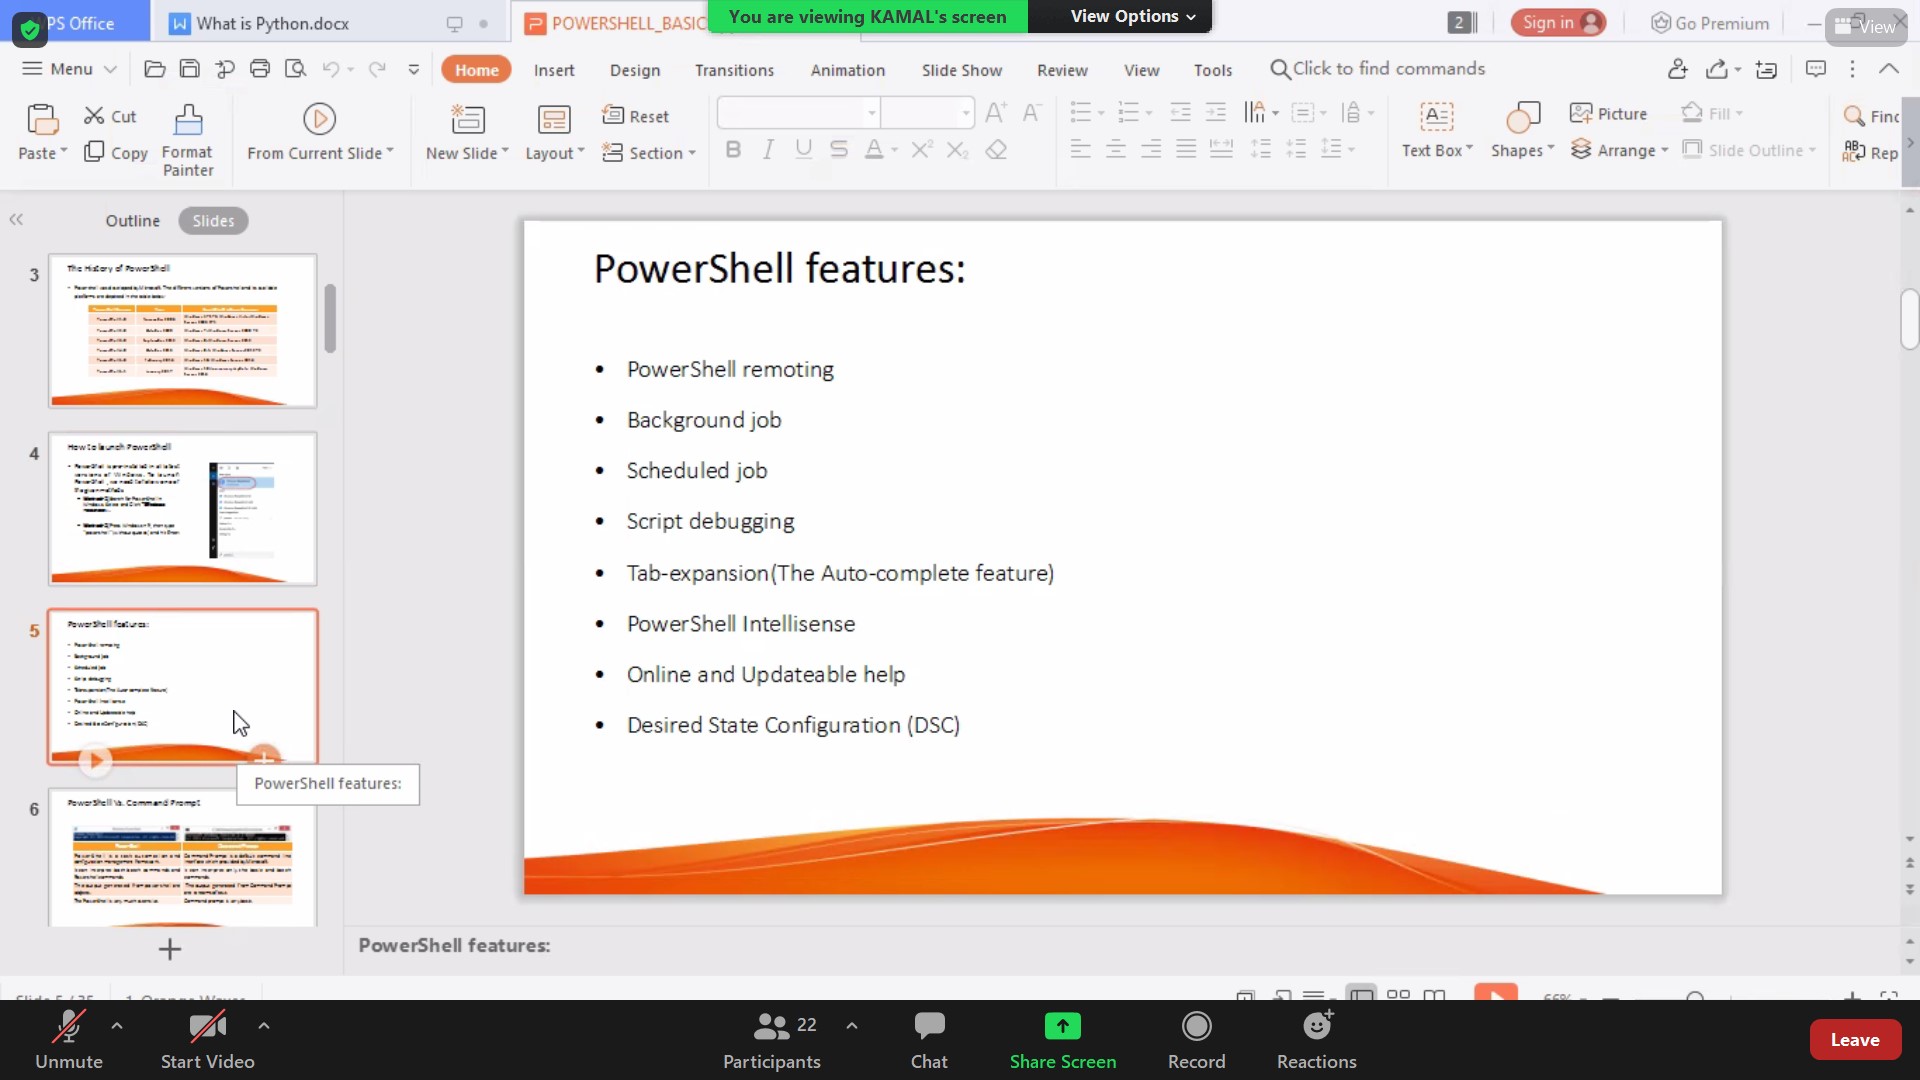 PS Office
What is Python.docx
POWERSHELL_BASIC
You are viewing KAMAL's screen
View Options
2
Sign in
Go Premium
View
Menu
Home
Insert
Design
Transitions
Animation
Slide Show
Review
View
Tools
Click to find commands
Paste
Cut
Copy
Format
Painter
From Current Slide
New Slide
Layout
Reset
Section
Text Box
Shapes
Picture
Arrange
Fill
Slide Outline
Find
Rep
Outline
Slides
3
The History of PowerShell
4
How to launch PowerShell
5
PowerShell features:
PowerShell features:
6
PowerShell Vs. Command Prompt
PowerShell features:
• PowerShell remoting
• Background job
• Scheduled job
• Script debugging
• Tab-expansion(The Auto-complete feature)
• PowerShell Intellisense
• Online and Updateable help
• Desired State Configuration (DSC)
PowerShell features:
Unmute
Start Video
22
Participants
Chat
Share Screen
Record
Reactions
Leave